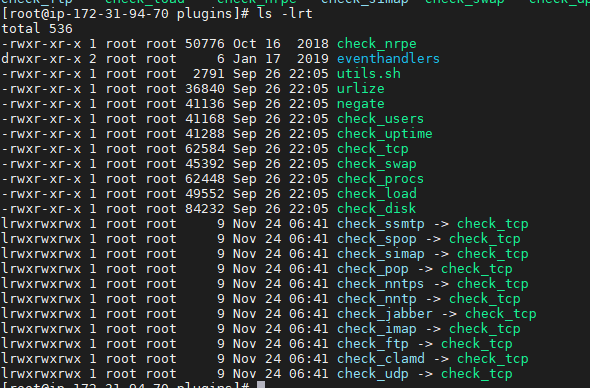 [root@ip-172-31-94-70 plugins]# ls -lrt
total 536
-rwxr-xr-x 1 root root 50776 Oct 16  2018 check_nrpe
drwxr-xr-x 2 root root     6 Jan 17  2019 eventhandlers
-rwxr-xr-x 1 root root  2791 Sep 26 22:05 utils.sh
-rwxr-xr-x 1 root root 36840 Sep 26 22:05 urlize
-rwxr-xr-x 1 root root 41136 Sep 26 22:05 negate
-rwxr-xr-x 1 root root 41168 Sep 26 22:05 check_users
-rwxr-xr-x 1 root root 41288 Sep 26 22:05 check_uptime
-rwxr-xr-x 1 root root 62584 Sep 26 22:05 check_tcp
-rwxr-xr-x 1 root root 45392 Sep 26 22:05 check_swap
-rwxr-xr-x 1 root root 62448 Sep 26 22:05 check_procs
-rwxr-xr-x 1 root root 49552 Sep 26 22:05 check_load
-rwxr-xr-x 1 root root 84232 Sep 26 22:05 check_disk
lrwxrwxrwx 1 root root     9 Nov 24 06:41 check_ssmtp -> check_tcp
lrwxrwxrwx 1 root root     9 Nov 24 06:41 check_spop -> check_tcp
lrwxrwxrwx 1 root root     9 Nov 24 06:41 check_simap -> check_tcp
lrwxrwxrwx 1 root root     9 Nov 24 06:41 check_pop -> check_tcp
lrwxrwxrwx 1 root root     9 Nov 24 06:41 check_nntps -> check_tcp
lrwxrwxrwx 1 root root     9 Nov 24 06:41 check_nntp -> check_tcp
lrwxrwxrwx 1 root root     9 Nov 24 06:41 check_jabber -> check_tcp
lrwxrwxrwx 1 root root     9 Nov 24 06:41 check_imap -> check_tcp
lrwxrwxrwx 1 root root     9 Nov 24 06:41 check_ftp -> check_tcp
lrwxrwxrwx 1 root root     9 Nov 24 06:41 check_clamd -> check_tcp
lrwxrwxrwx 1 root root     9 Nov 24 06:41 check_udp -> check_tcp
[root@ip-172-31-94-70 plugins]#